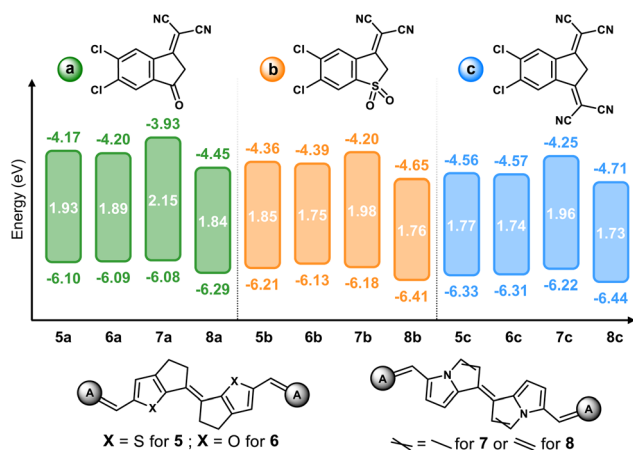 NC CN
Cl
Cl
O
a
NC CN
Cl
Cl
S
O O
b
NC CN
Cl
Cl
CN
CN
c
Energy (eV)
-4.17 -4.20 -3.93 -4.45 -4.36 -4.39 -4.20 -4.65 -4.56 -4.57 -4.25 -4.71
1.93 1.89 2.15 1.84 1.85 1.75 1.98 1.76 1.77 1.74 1.96 1.73
-6.10 -6.09 -6.08 -6.29 -6.21 -6.13 -6.18 -6.41 -6.33 -6.31 -6.22 -6.44
5a 6a 7a 8a 5b 6b 7b 8b 5c 6c 7c 8c
A X X A
X = S for 5 ; X = O for 6
A N N A
= for 7 or for 8